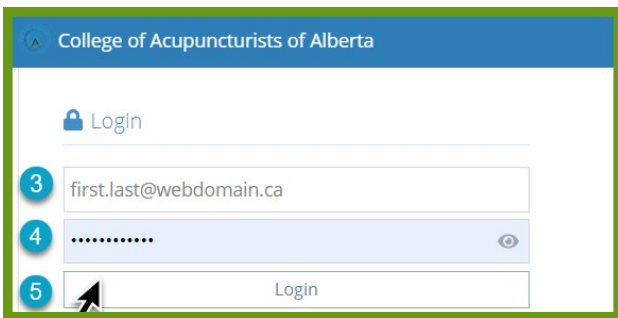 College of Acupuncturists of Alberta
Login
3 first.last@webdomain.ca
4 ••••••••••••
5 Login